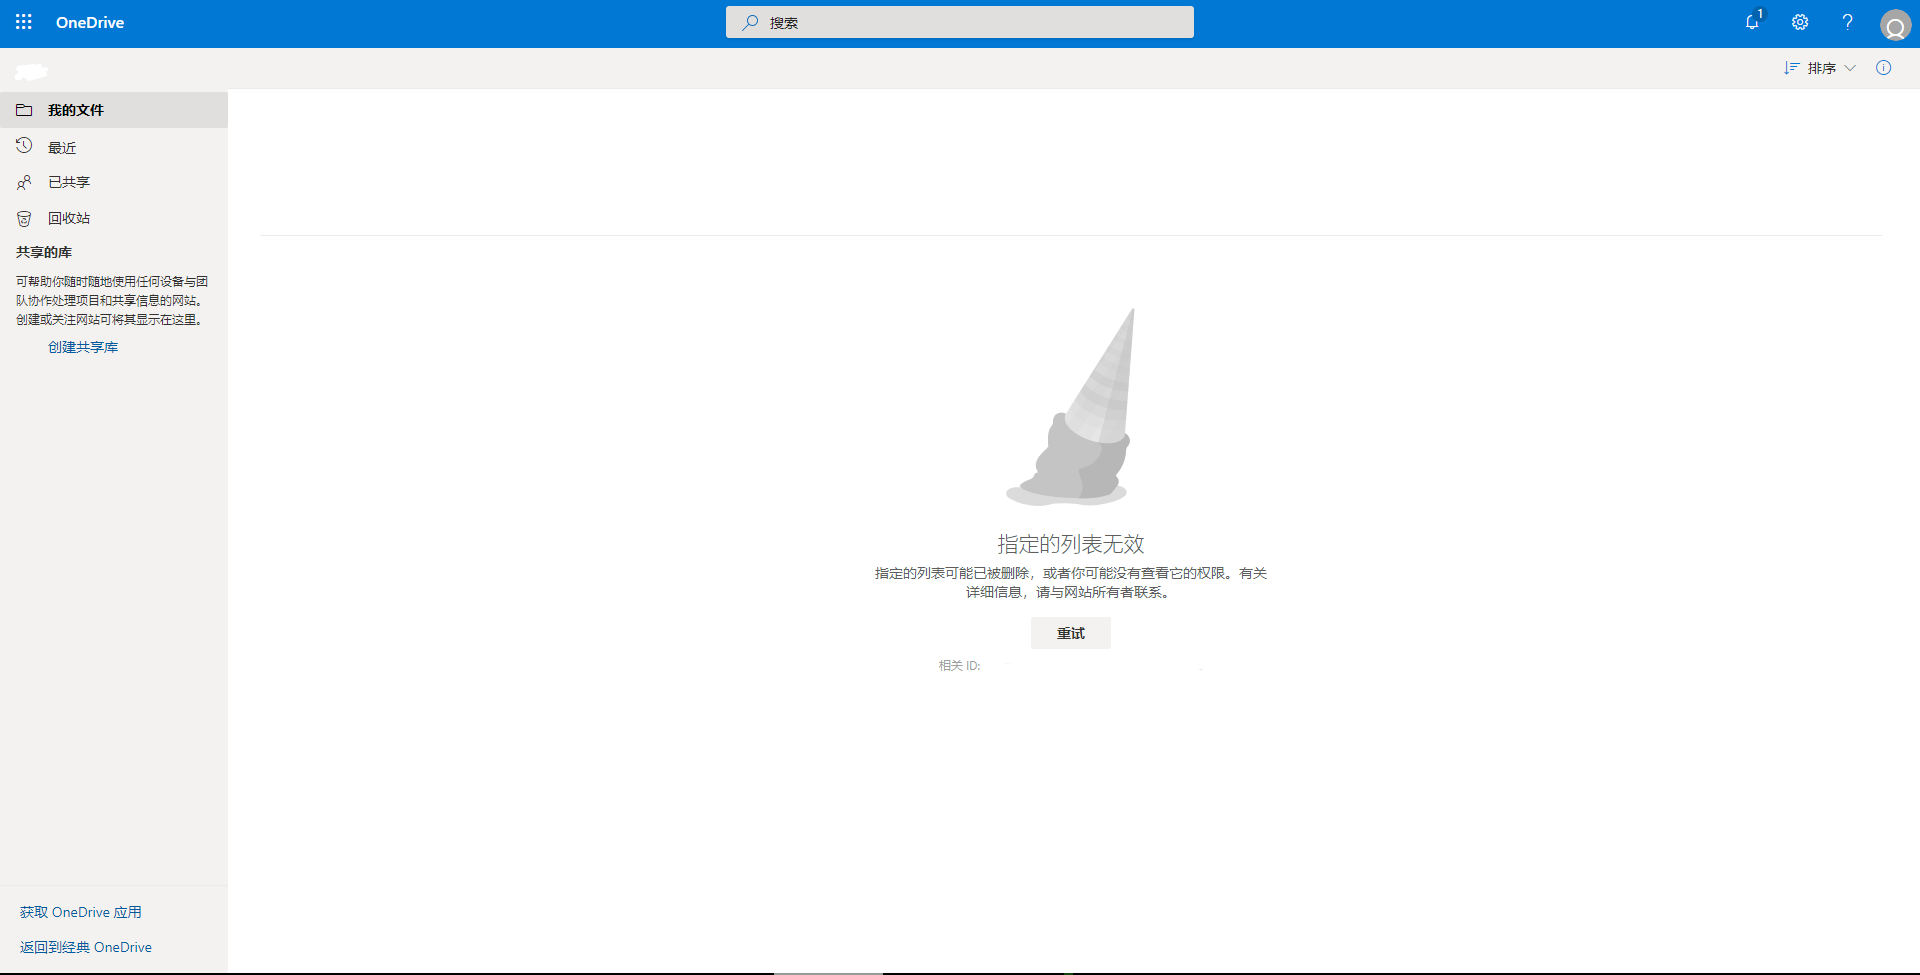 OneDrive
搜索
1
排序
我的文件
最近
已共享
回收站
共享的库
可帮助你随时随地使用任何设备与团
队协作处理项目和共享信息的网站。
创建或关注网站可将其显示在这里。
创建共享库
指定的列表无效
指定的列表可能已被删除，或者你可能没有查看它的权限。有关
详细信息，请与网站所有者联系。
重试
相关 ID:
获取 OneDrive 应用
返回到经典 OneDrive